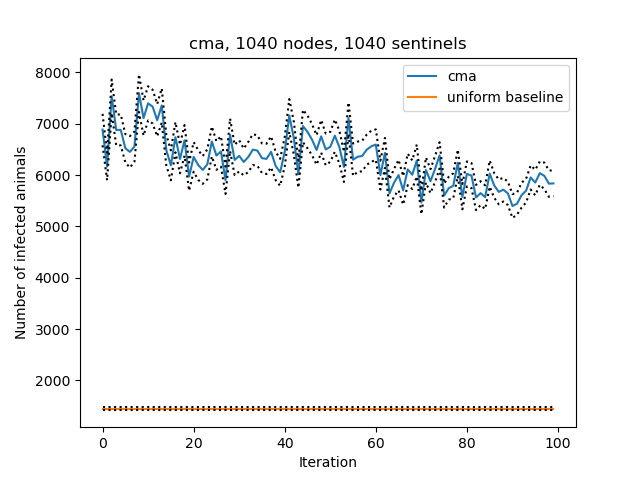 cma, 1040 nodes, 1040 sentinels
cma
uniform baseline
8000
7000
6000
5000
4000
3000
2000
Number of infected animals
0 20 40 60 80 100
Iteration